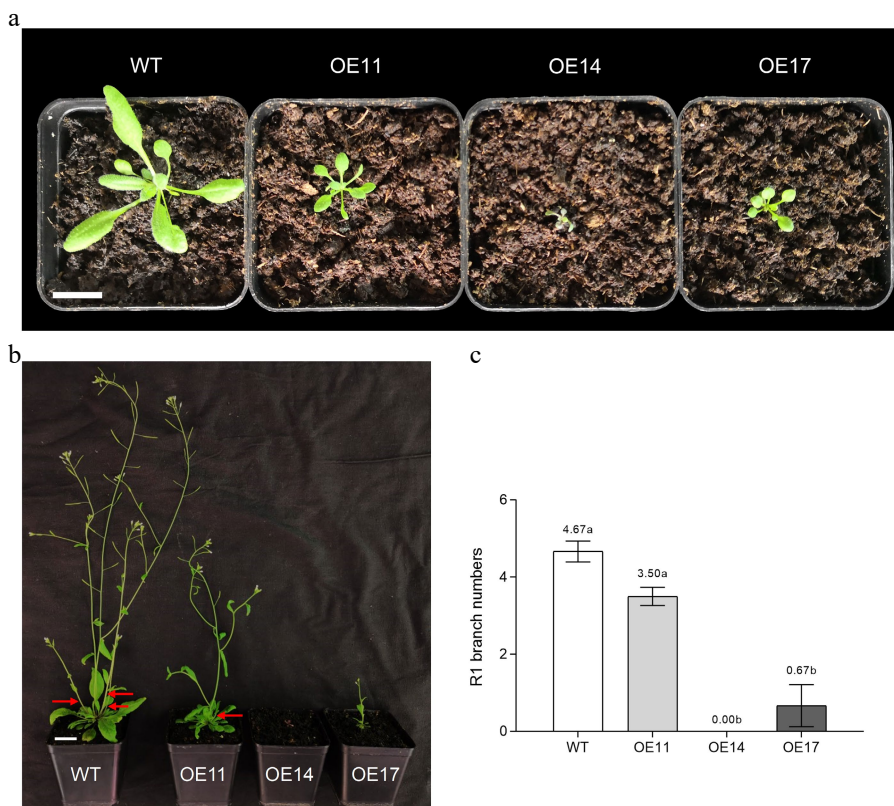 a
WT OE11 OE14 OE17
b
WT OE11 OE14 OE17
c
R1 branch numbers
6
4
2
0
4.67a
3.50a
0.00b
0.67b
WT OE11 OE14 OE17